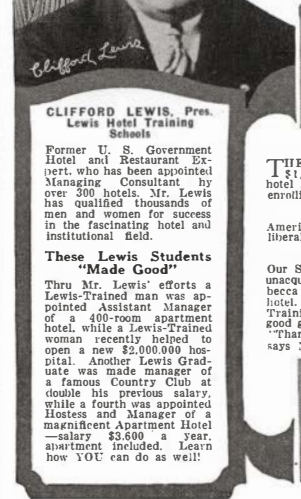 Clifford Lewis
CLIFFORD LEWIS, Pres.
Lewis Hotel Training
Schools
Former U. S. Government
Hotel and Restaurant Ex-
pert, who has been appointed
Managing Consultant by
over 300 hotels. Mr. Lewis
has qualified thousands of
men and women for success
in the fascinating hotel and
institutional field.
These Lewis Students
"Made Good"
Thru Mr. Lewis' efforts a
Lewis-Trained man was ap-
pointed Assistant Manager
of a 400-room apartment
hotel, while a Lewis-Trained
woman recently helped to
open a new $2,000.000 hos-
pital. Another Lewis Grad-
uate was made manager of
a famous Country Club at
double his previous salary,
while a fourth was appointed
Hostess and Manager of a
magnificent Apartment Hotel
—salary $3,600 a year,
apartment included. Learn
how YOU can do as well!
$1,
hotel
enrolli
Ameri
liberal
Our S
unacqu
becca
hotel.
Traini
good
"Than
says